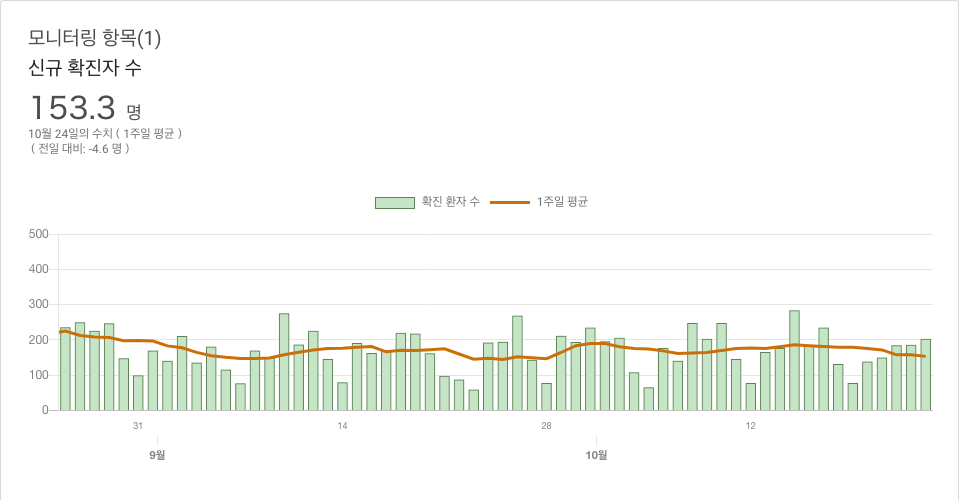 모니터링 항목(1)
신규 확진자 수
153.3 명
10월 24일의 수치 ( 1주일 평균 )
( 전일 대비: -4.6 명 )
확진 환자 수 1주일 평균
500
400
300
200
100
0
31 14 28 12
9월 10월